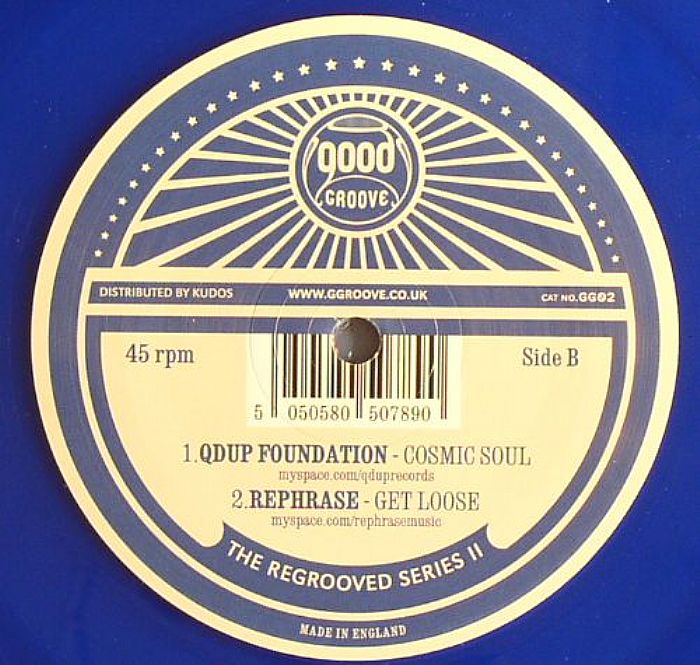 good
GROOVE
DISTRIBUTED BY KUDOS WWW.GGROOVE.CO.UK CAT NO.GG02
45 rpm Side B
5 050580 507890
1.QDUP FOUNDATION - COSMIC SOUL
myspace.com/qduprecords
2.REPHRASE - GET LOOSE
myspace.com/rephrasemusic
THE REGROOVED SERIES II
MADE IN ENGLAND